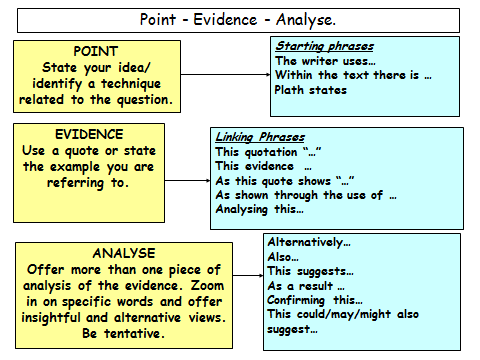 Point - Evidence - Analyse.
POINT
State your idea/
identify a technique
related to the question.
Starting phrases
The writer uses…
Within the text there is …
Plath states
EVIDENCE
Use a quote or state
the example you are
referring to.
Linking Phrases
This quotation “…”
This evidence …
As this quote shows “…”
As shown through the use of …
Analysing this…
ANALYSE
Offer more than one piece of
analysis of the evidence. Zoom
in on specific words and offer
insightful and alternative views.
Be tentative.
Alternatively…
Also…
This suggests…
As a result …
Confirming this…
This could/may/might also
suggest…